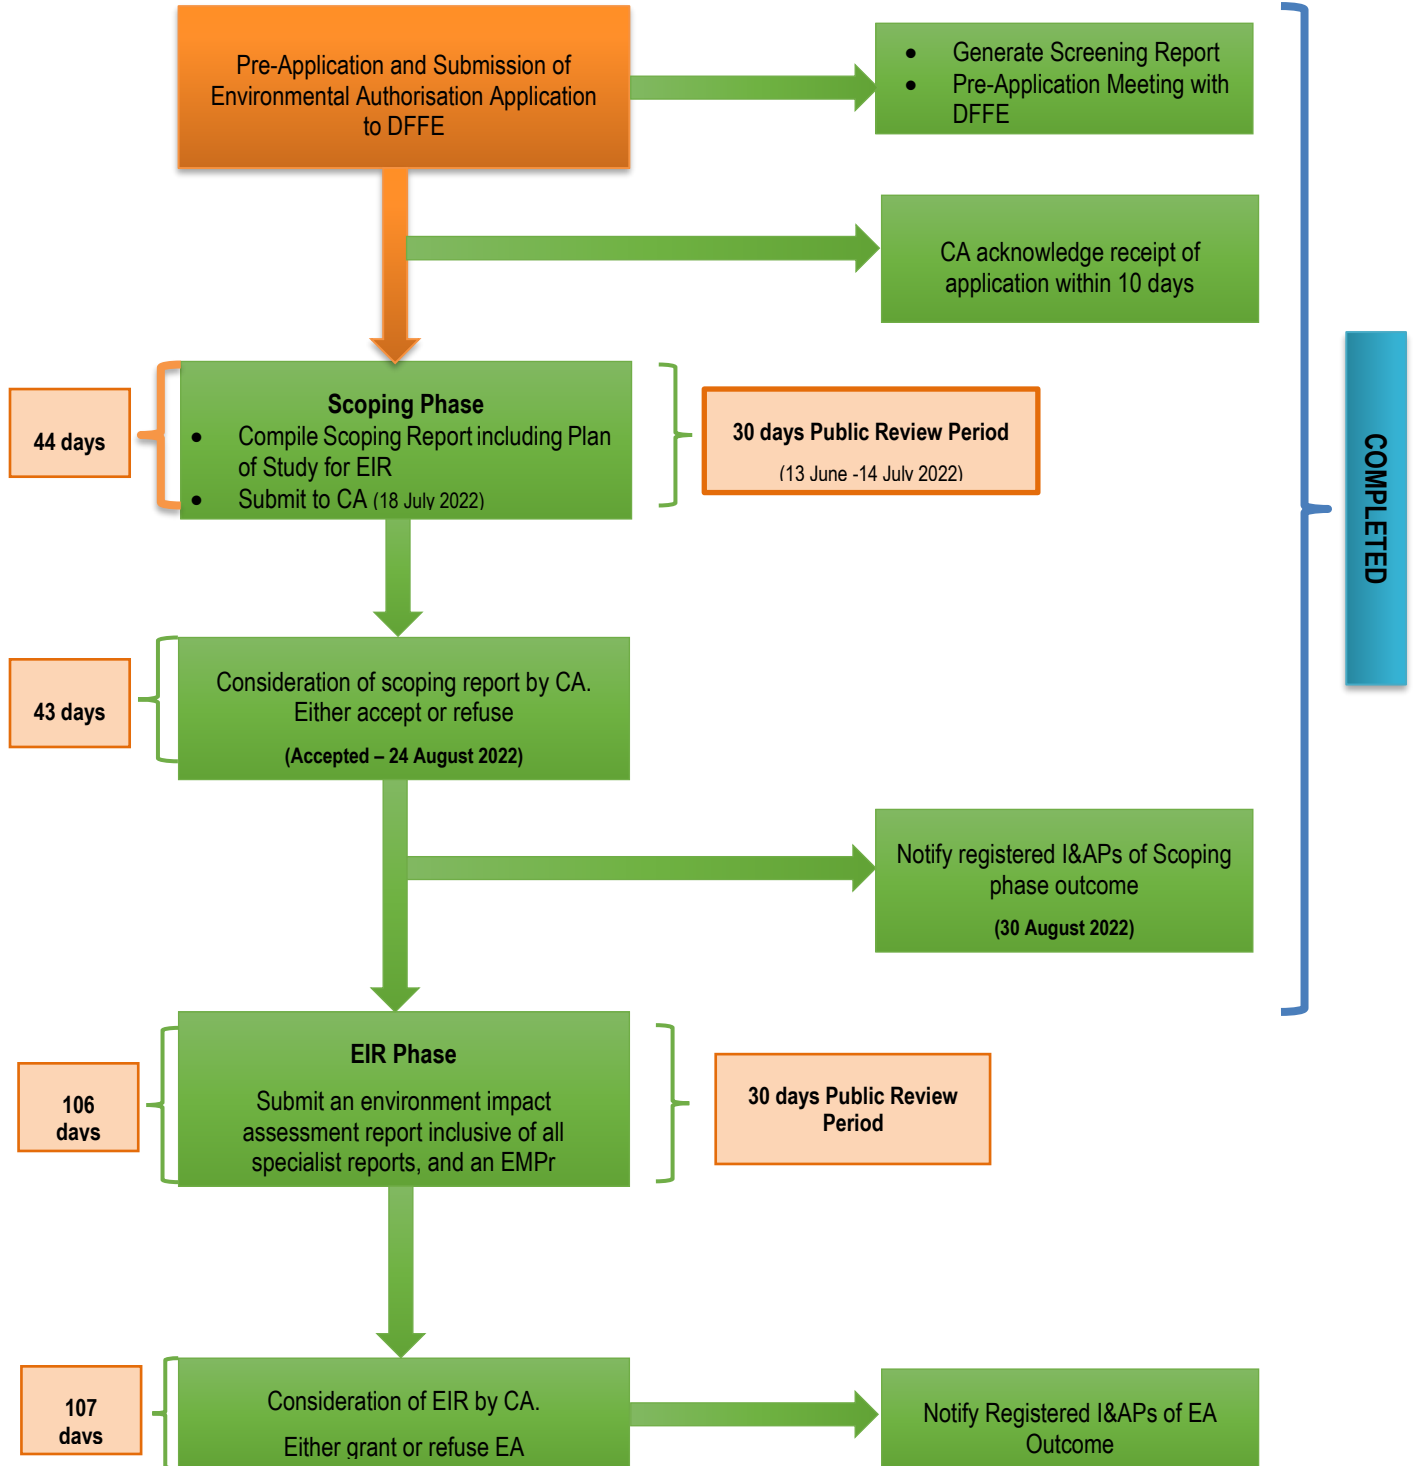 Pre-Application and Submission of
Environmental Authorisation Application
to DFFE
• Generate Screening Report
• Pre-Application Meeting with
DFFE
CA acknowledge receipt of
application within 10 days
44 days
Scoping Phase
• Compile Scoping Report including Plan
of Study for EIR
• Submit to CA (18 July 2022)
30 days Public Review Period
(13 June -14 July 2022)
COMPLETED
43 days
Consideration of scoping report by CA.
Either accept or refuse
(Accepted – 24 August 2022)
Notify registered I&APs of Scoping
phase outcome
(30 August 2022)
106
days
EIR Phase
Submit an environment impact
assessment report inclusive of all
specialist reports, and an EMPr
30 days Public Review
Period
107
days
Consideration of EIR by CA.
Either grant or refuse EA
Notify Registered I&APs of EA
Outcome